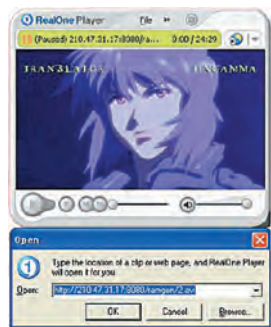 RealOne Player File
(Paused) 210.47.31.17:8080/ra... 0:00 / 24:29
TRANSLATOR
Open
Type the location of a clip or web page, and RealOne Player
will open it for you.
Open: http://210.47.31.17:8080/ramgen/2.avi
OK Cancel Browse...